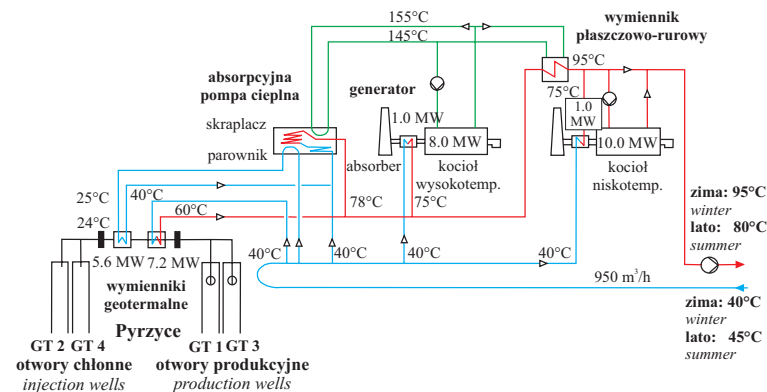 155°C
145°C
wymiennik
płaszczowo-rurowy
95°C
absorpcyjna
pompa cieplna
generator
75°C
1.0 MW
1.0
MW
skraplacz
8.0 MW
10.0 MW
parownik
absorber
kocioł
wysokotemp.
kocioł
niskotemp.
25°C
40°C
78°C
75°C
60°C
24°C
zima: 95°C
winter
lato: 80°C
summer
40°C
40°C
40°C
40°C
5.6 MW
7.2 MW
950 m³/h
wymienniki
geotermalne
Pyrzyce
zima: 40°C
winter
lato: 45°C
summer
GT 2
GT 4
GT 1
GT 3
otwory chłonne
injection wells
otwory produkcyjne
production wells